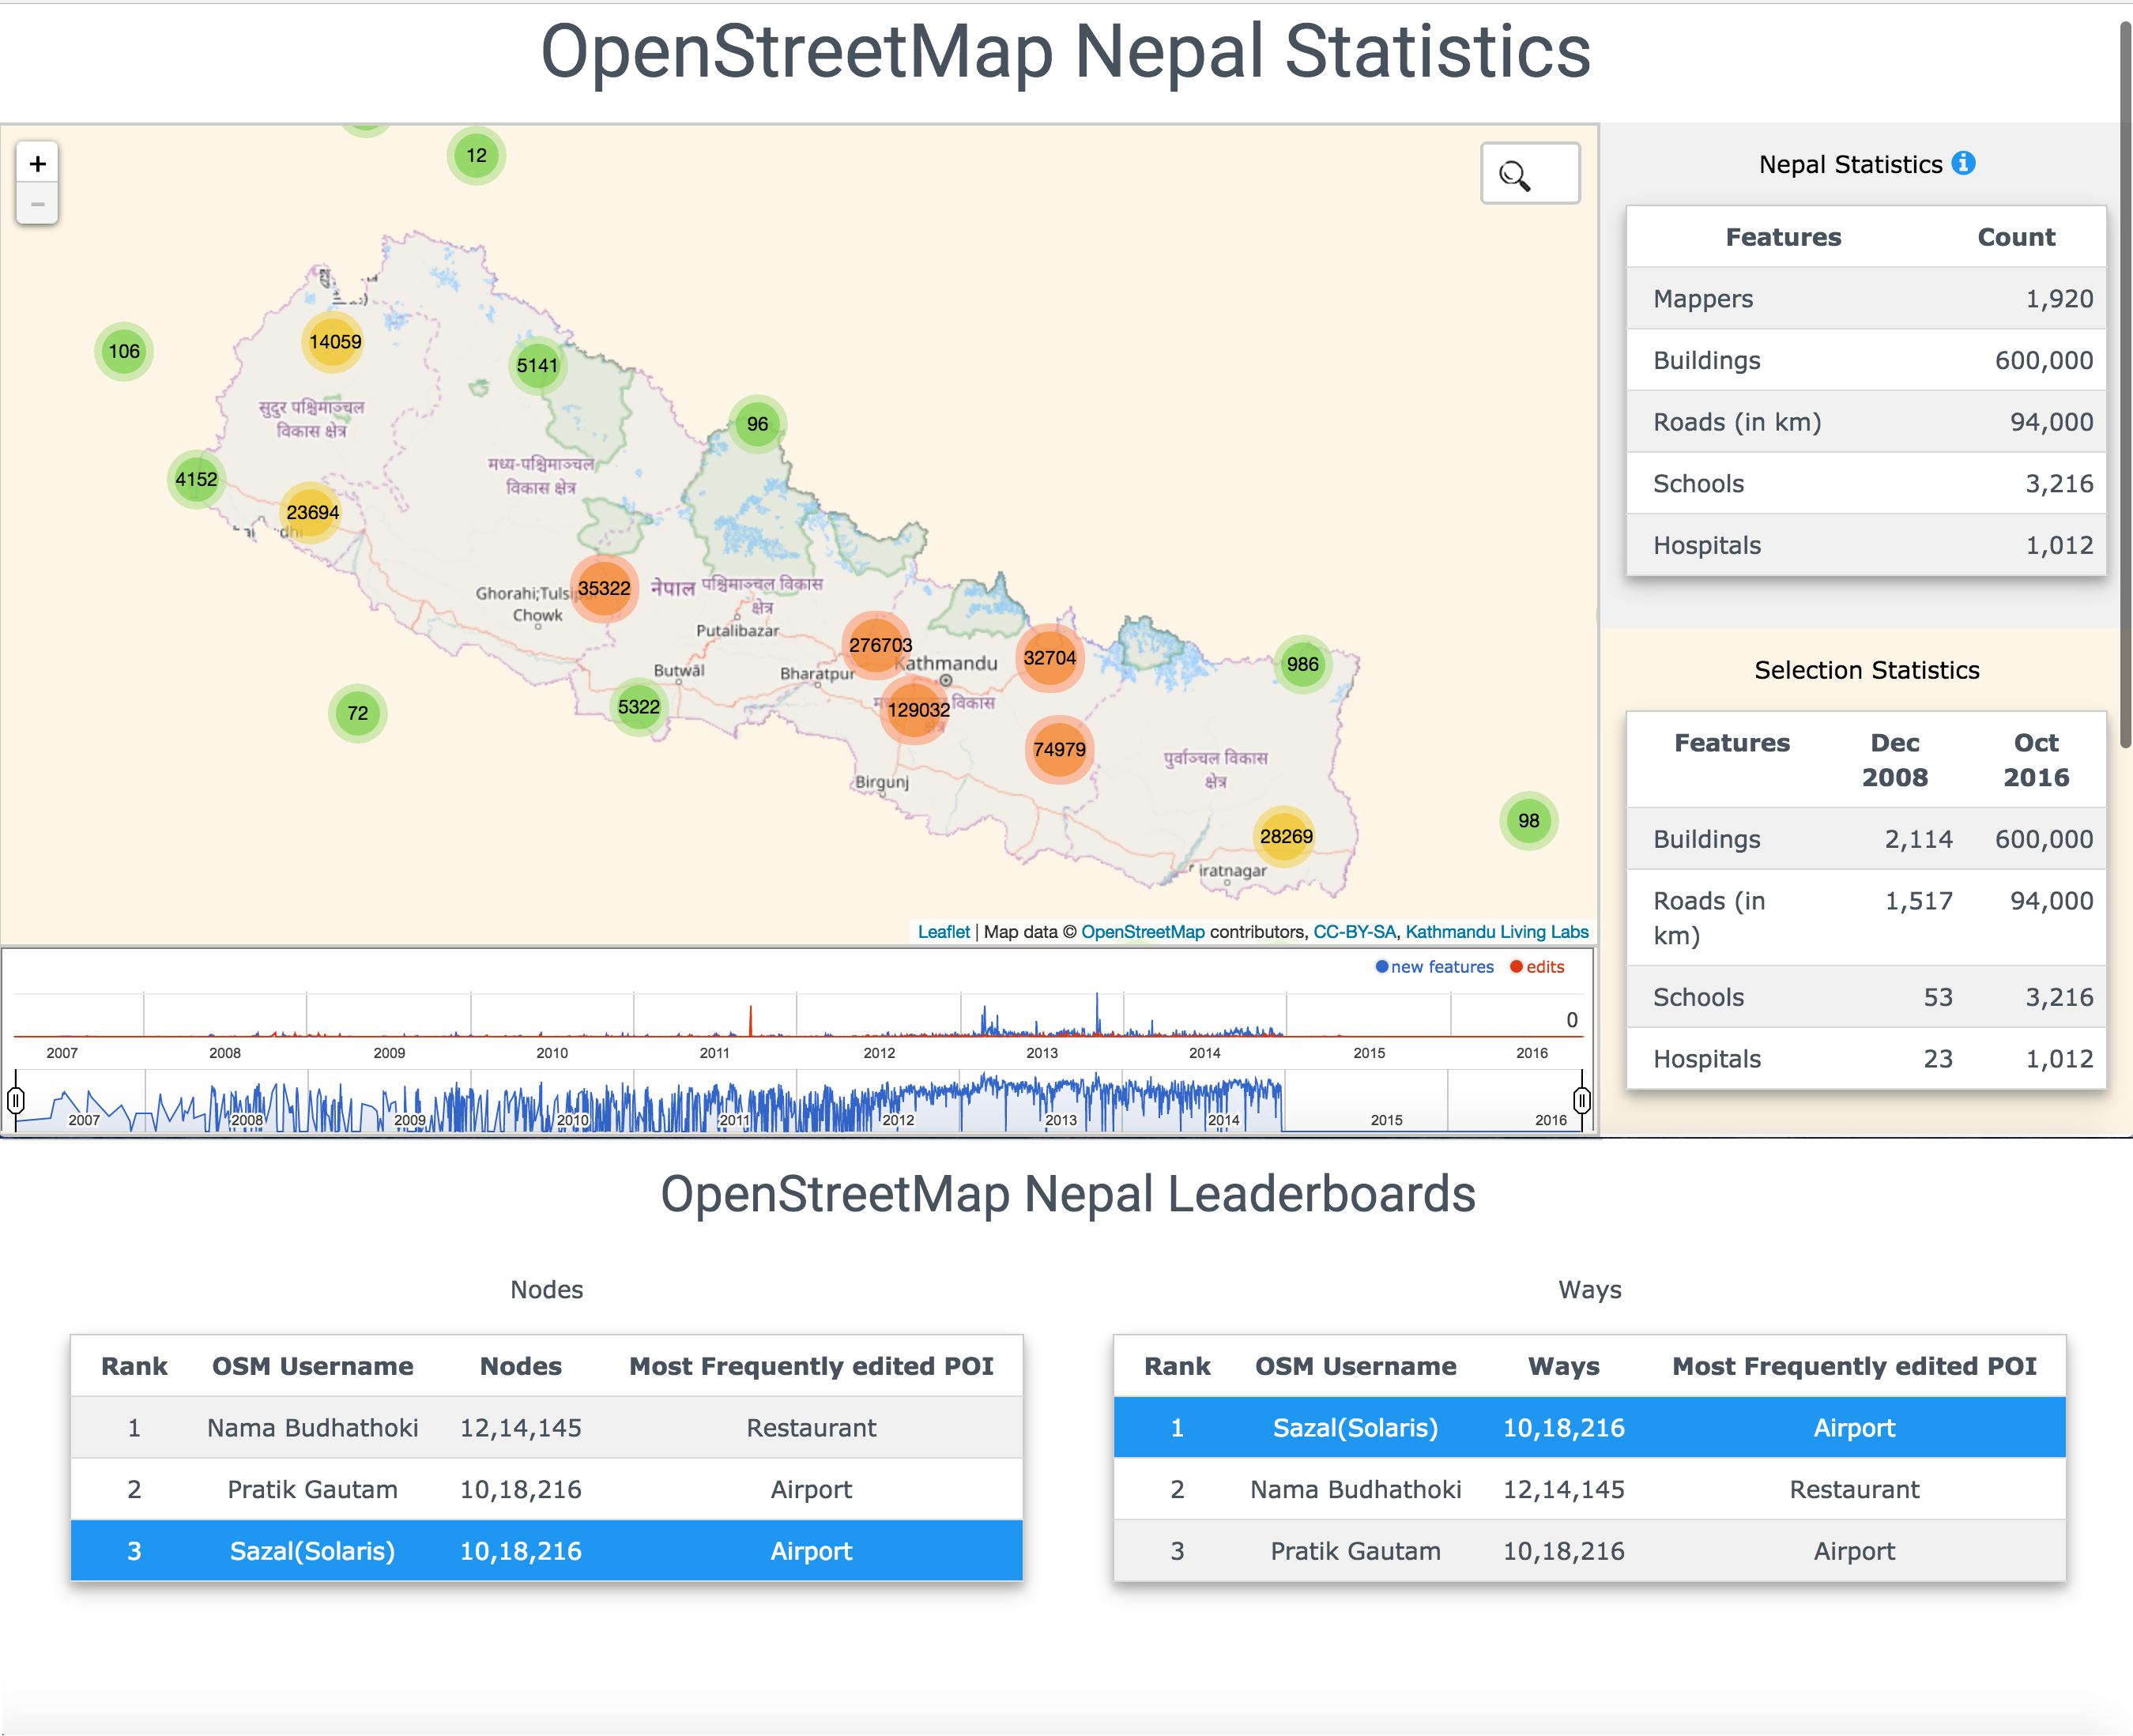 OpenStreetMap Nepal Statistics
+
−
12
106
14059
5141
96
सुदुर पश्चिमाञ्चल
विकास क्षेत्र
मध्य-पश्चिमाञ्चल
विकास क्षेत्र
4152
23694
35322
Chowk
नेपाल
पश्चिमाञ्चल विकास
क्षेत्र
Putalibazar
276703
Kathmandu
32704
986
Butwāl
Bharatpur
72
5322
129032
विकास
74979
पुर्वाञ्चल विकास
क्षेत्र
Birgunj
98
28269
Leaflet | Map data © OpenStreetMap contributors, CC-BY-SA, Kathmandu Living Labs
new features edits
0
2007 2008 2009 2010 2011 2012 2013 2014 2015 2016
2007 2008 2009 2010 2011 2012 2013 2014 2015 2016
Nepal Statistics i
Features Count
Mappers 1,920
Buildings 600,000
Roads (in km) 94,000
Schools 3,216
Hospitals 1,012
Selection Statistics
Features Dec 2008 Oct 2016
Buildings 2,114 600,000
Roads (in km) 1,517 94,000
Schools 53 3,216
Hospitals 23 1,012
OpenStreetMap Nepal Leaderboards
Nodes
Rank OSM Username Nodes Most Frequently edited POI
1 Nama Budhathoki 12,14,145 Restaurant
2 Pratik Gautam 10,18,216 Airport
3 Sazal(Solaris) 10,18,216 Airport
Ways
Rank OSM Username Ways Most Frequently edited POI
1 Sazal(Solaris) 10,18,216 Airport
2 Nama Budhathoki 12,14,145 Restaurant
3 Pratik Gautam 10,18,216 Airport